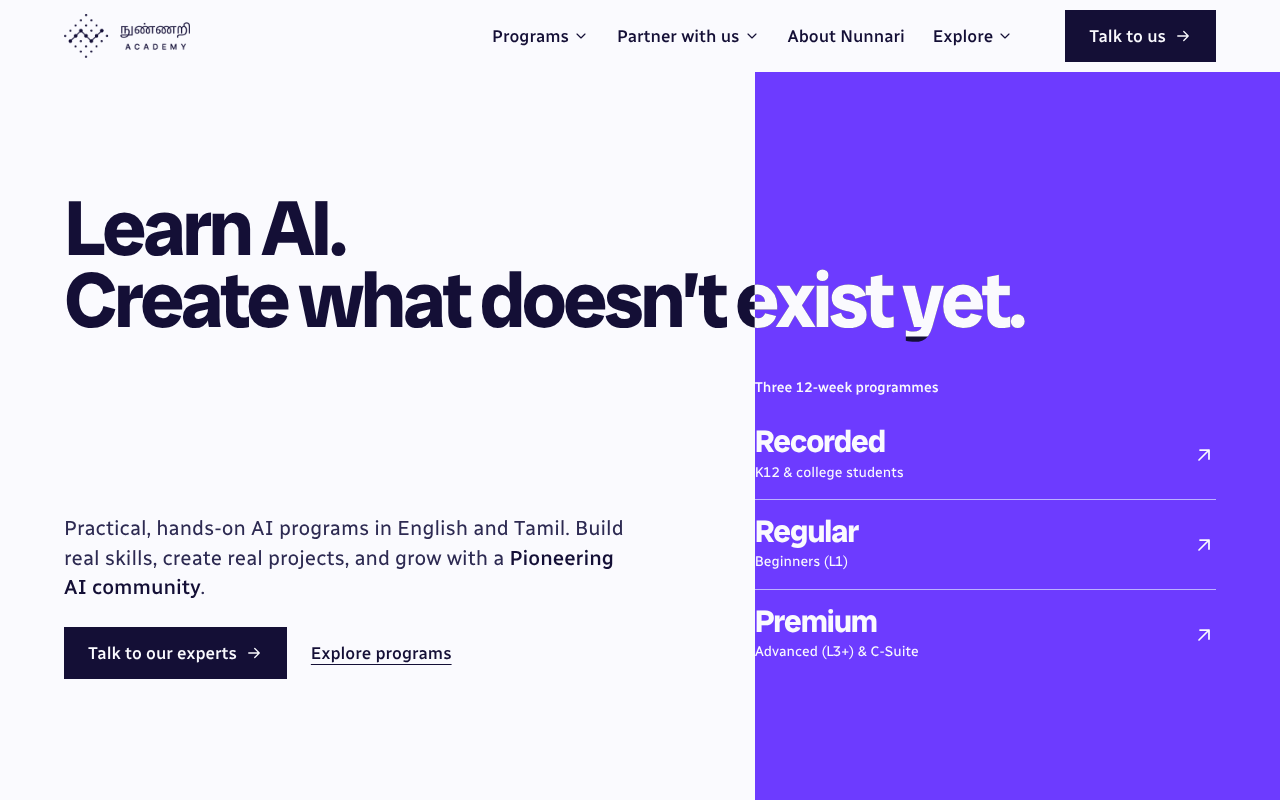 நுண்ணறி
ACADEMY
Programs
Partner with us
About Nunnari
Explore
Talk to us
Learn AI.
Create what doesn't exist yet.
Three 12-week programmes
Recorded
K12 & college students
Regular
Beginners (L1)
Premium
Advanced (L3+) & C-Suite
Practical, hands-on AI programs in English and Tamil. Build
real skills, create real projects, and grow with a Pioneering
AI community.
Talk to our experts
Explore programs